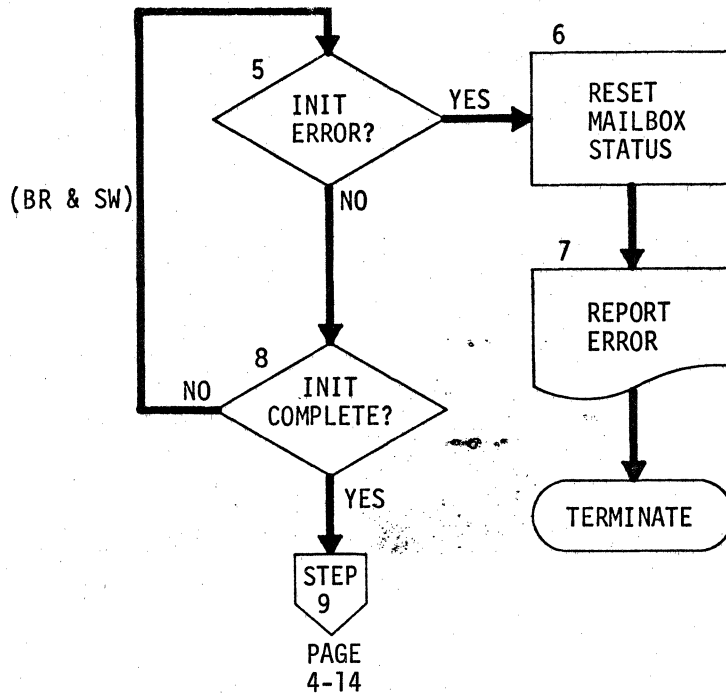 5
INIT
ERROR?
YES
6
RESET
MAILBOX
STATUS
(BR & SW)
NO
7
REPORT
ERROR
8
INIT
COMPLETE?
NO
YES
TERMINATE
STEP
9
PAGE
4-14